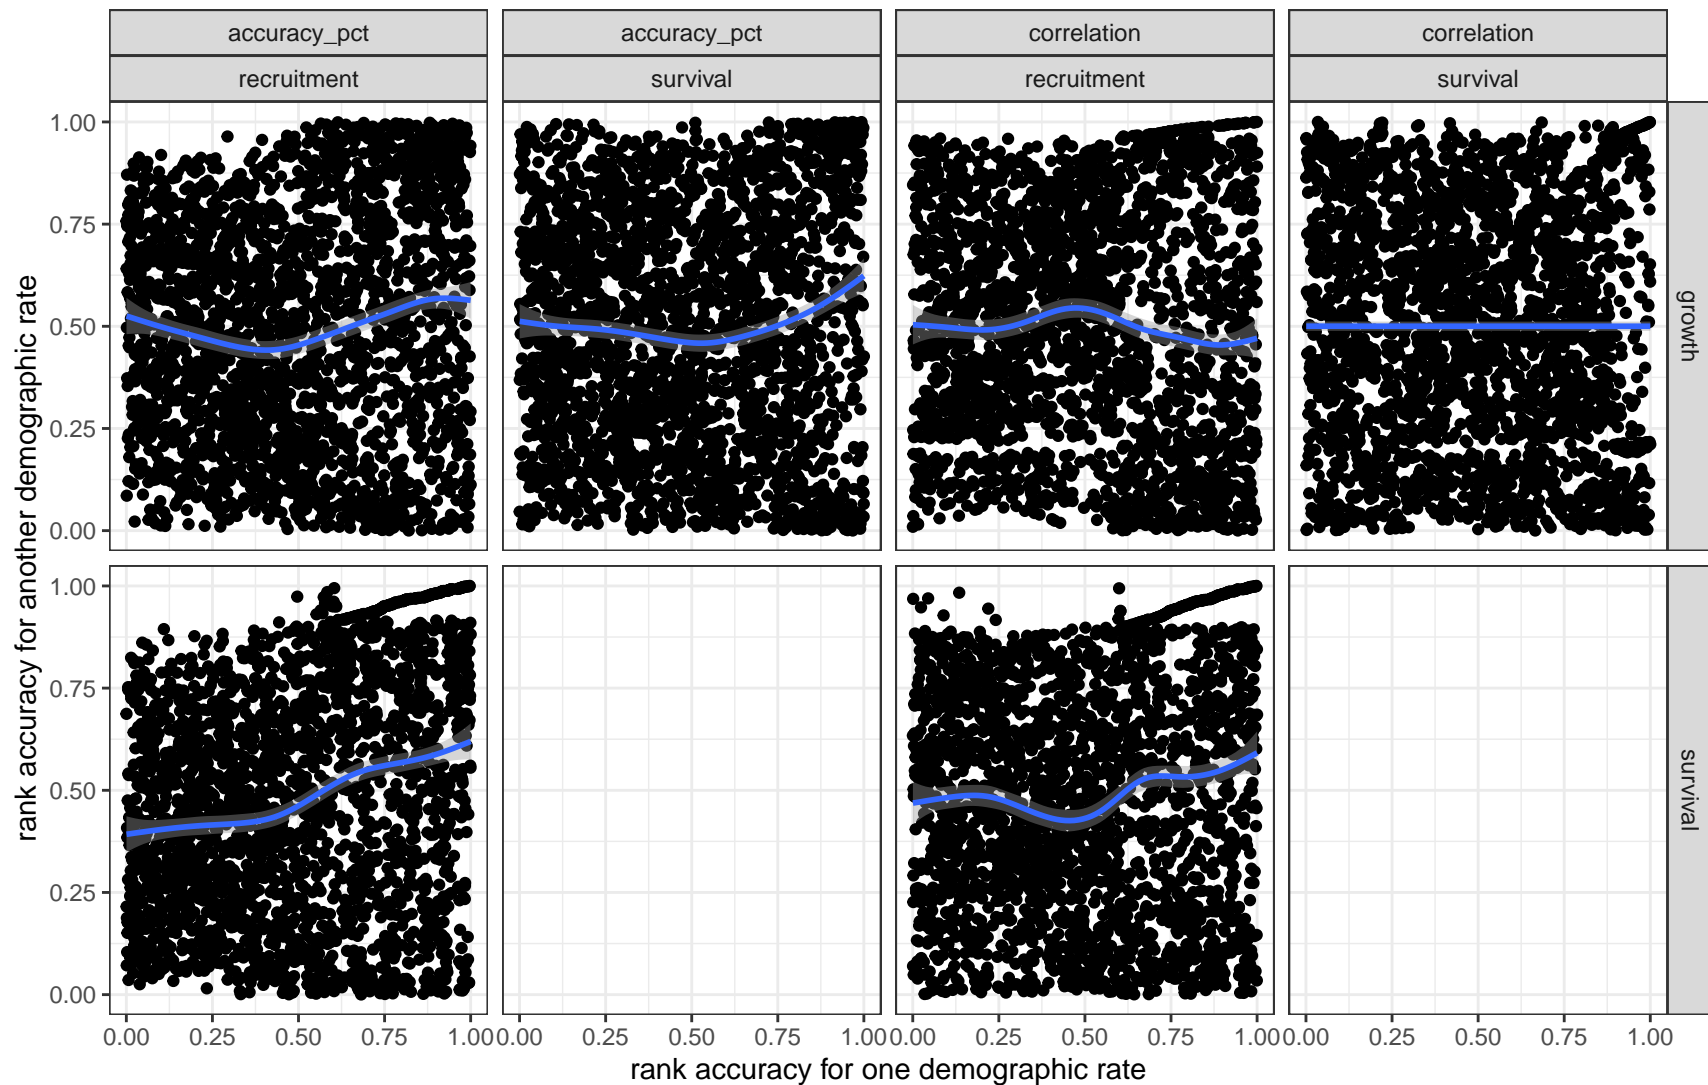 accuracy_pct accuracy_pct correlation correlation
recruitment survival recruitment survival
1.00
0.75
0.50
0.25
0.00
growth
1.00
0.75
0.50
0.25
0.00
survival
0.00 0.25 0.50 0.75 1.00 0.00 0.25 0.50 0.75 1.00 0.00 0.25 0.50 0.75 1.00 0.00 0.25 0.50 0.75 1.00
rank accuracy for one demographic rate
rank accuracy for another demographic rate